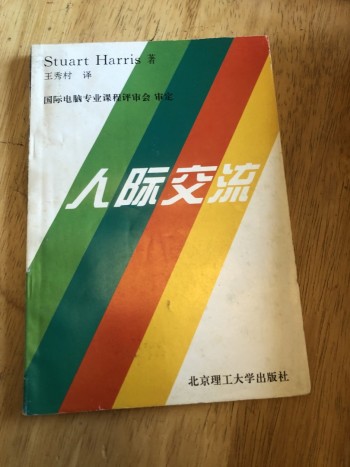 Stuart Harris 著
王秀村 译
国际电脑专业课程评审会 审定
人际交流
北京理工大学出版社